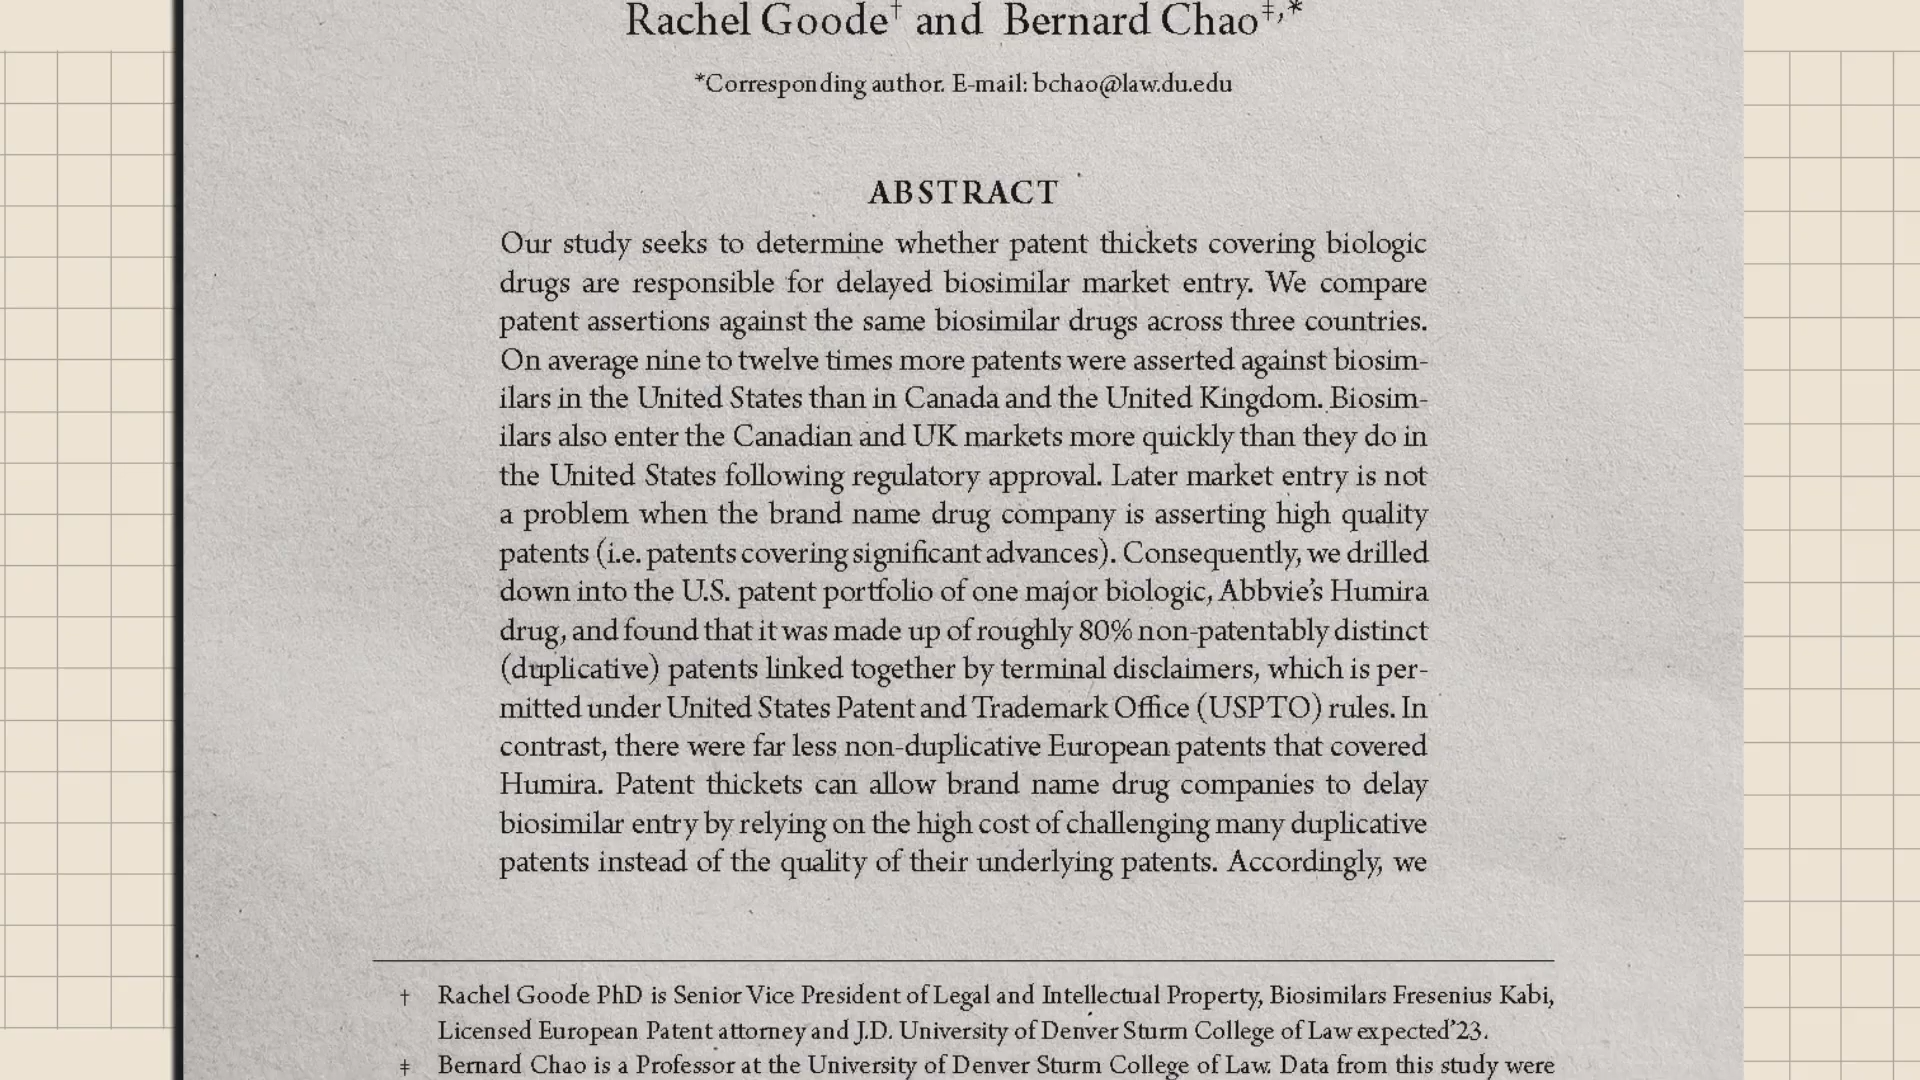 Rachel Goode† and Bernard Chao‡,*
*Corresponding author. E-mail: bchao@law.du.edu
ABSTRACT
Our study seeks to determine whether patent thickets covering biologic
drugs are responsible for delayed biosimilar market entry. We compare
patent assertions against the same biosimilar drugs across three countries.
On average nine to twelve times more patents were asserted against biosim-
ilars in the United States than in Canada and the United Kingdom. Biosim-
ilars also enter the Canadian and UK markets more quickly than they do in
the United States following regulatory approval. Later market entry is not
a problem when the brand name drug company is asserting high quality
patents (i.e. patents covering significant advances). Consequently, we drilled
down into the U.S. patent portfolio of one major biologic, Abbvie's Humira
drug, and found that it was made up of roughly 80% non-patentably distinct
(duplicative) patents linked together by terminal disclaimers, which is per-
mitted under United States Patent and Trademark Office (USPTO) rules. In
contrast, there were far less non-duplicative European patents that covered
Humira. Patent thickets can allow brand name drug companies to delay
biosimilar entry by relying on the high cost of challenging many duplicative
patents instead of the quality of their underlying patents. Accordingly, we
† Rachel Goode PhD is Senior Vice President of Legal and Intellectual Property, Biosimilars Fresenius Kabi,
Licensed European Patent attorney and J.D. University of Denver Sturm College of Law expected'23.
‡ Bernard Chao is a Professor at the University of Denver Sturm College of Law. Data from this study were